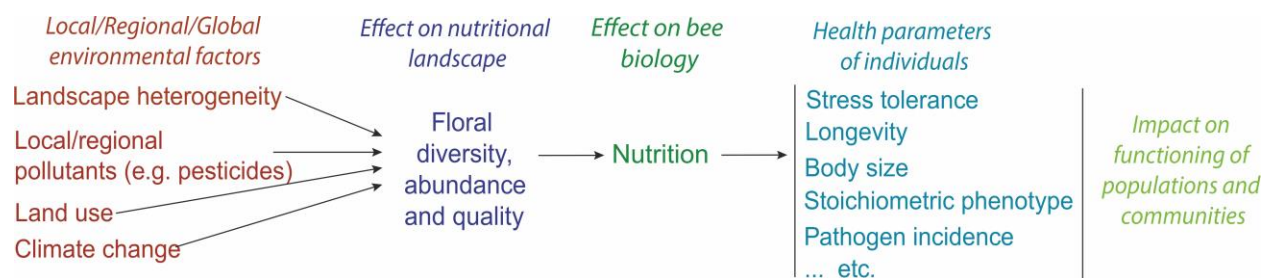 Local/Regional/Global
environmental factors
Landscape heterogeneity
Local/regional
pollutants (e.g. pesticides)
Land use
Climate change
Effect on nutritional
landscape
Floral
diversity,
abundance
and quality
Effect on bee
biology
Nutrition
Health parameters
of individuals
Stress tolerance
Longevity
Body size
Stoichiometric phenotype
Pathogen incidence
... etc.
Impact on
functioning of
populations and
communities